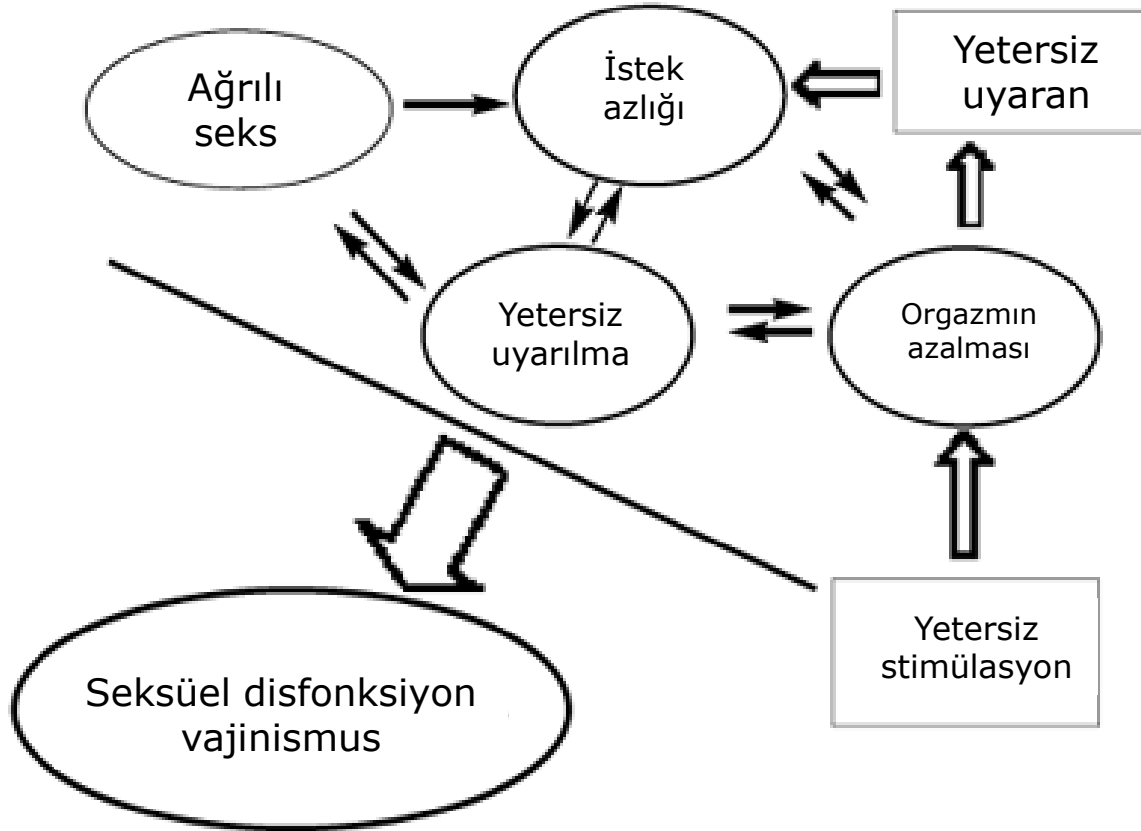 Ağrılı
seks
İstek
azlığı
Yetersiz
uyaran
Yetersiz
uyarılma
Orgazmın
azalması
Seksüel disfonksiyon
vajinismus
Yetersiz
stimülasyon